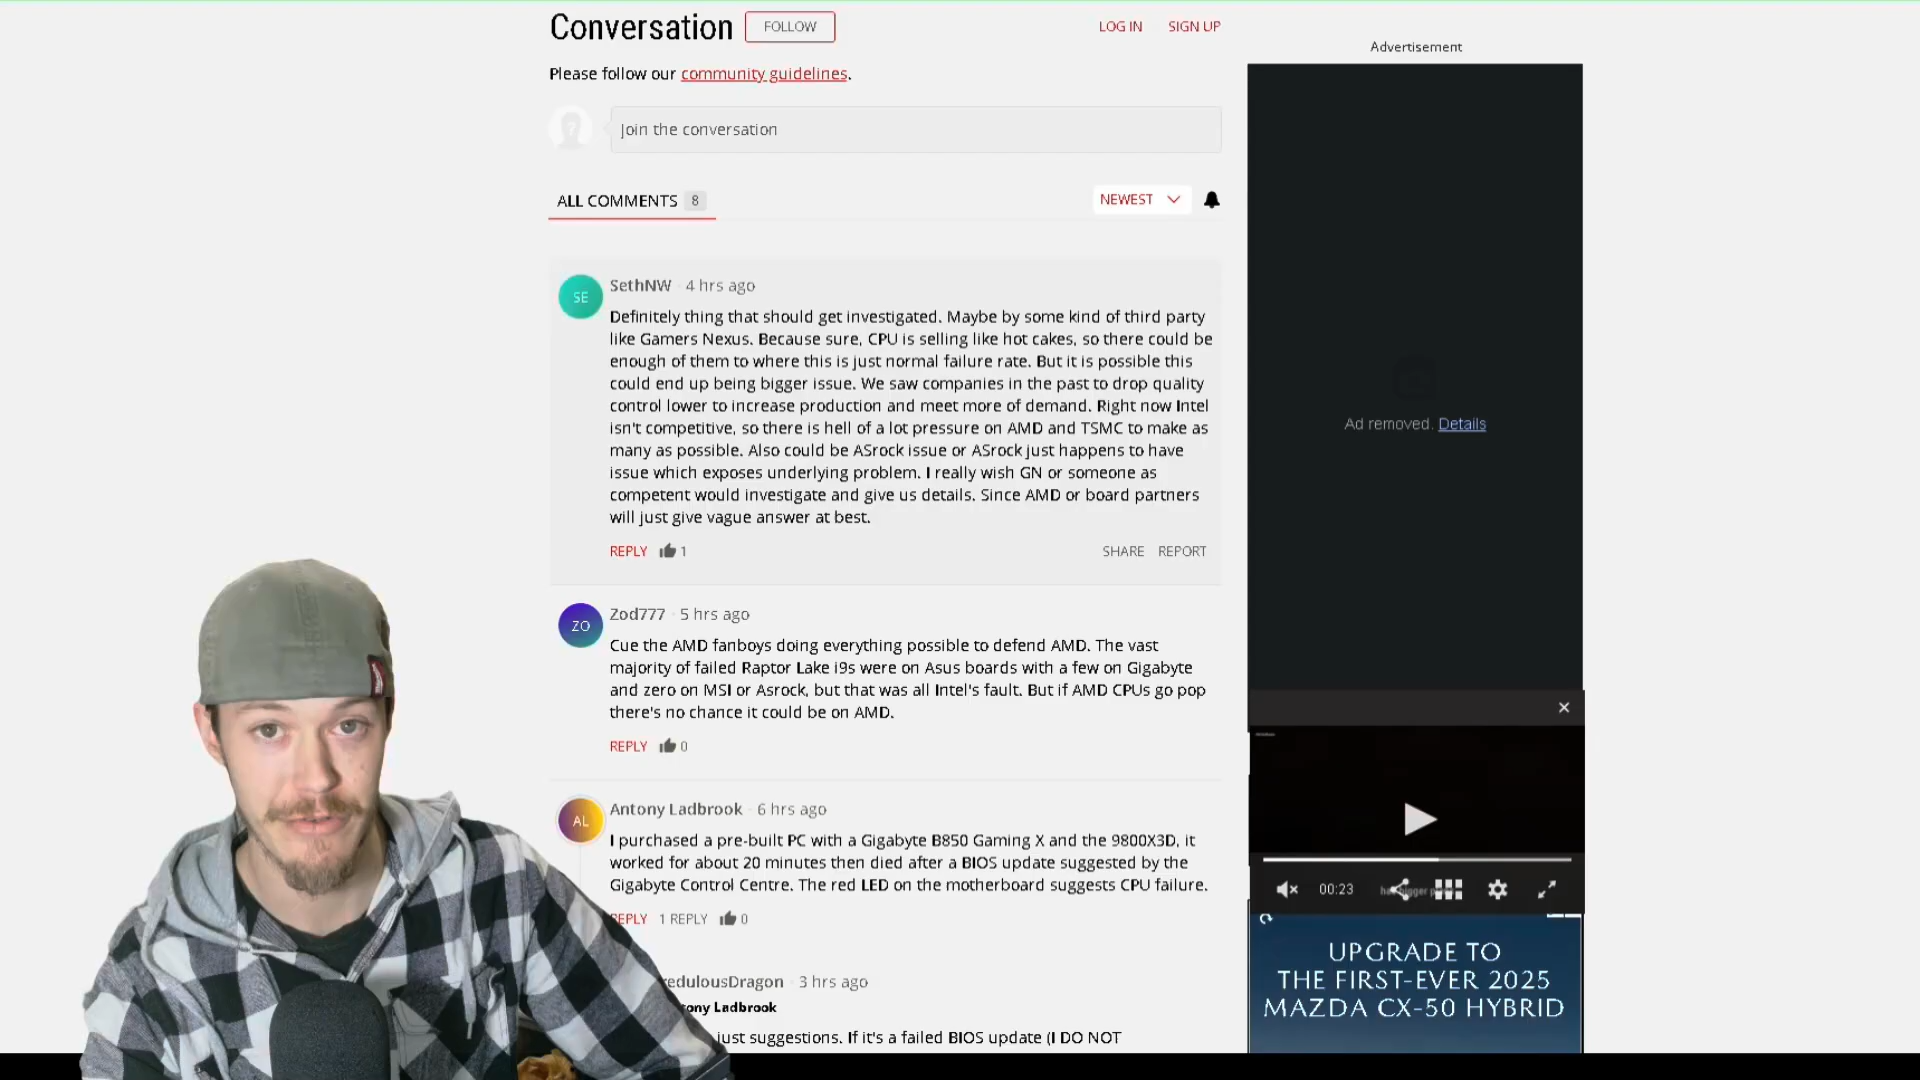 Conversation
FOLLOW
LOG IN
SIGN UP
Please follow our community guidelines.
Join the conversation
ALL COMMENTS 8
NEWEST
SE
SethNW · 4 hrs ago
Definitely thing that should get investigated. Maybe by some kind of third party
like Gamers Nexus. Because sure, CPU is selling like hot cakes, so there could be
enough of them to where this is just normal failure rate. But it is possible this
could end up being bigger issue. We saw companies in the past to drop quality
control lower to increase production and meet more of demand. Right now Intel
isn't competitive, so there is hell of a lot pressure on AMD and TSMC to make as
many as possible. Also could be ASrock issue or ASrock just happens to have
issue which exposes underlying problem. I really wish GN or someone as
competent would investigate and give us details. Since AMD or board partners
will just give vague answer at best.
REPLY 1
SHARE REPORT
ZO
Zod777 · 5 hrs ago
Cue the AMD fanboys doing everything possible to defend AMD. The vast
majority of failed Raptor Lake i9s were on Asus boards with a few on Gigabyte
and zero on MSI or Asrock, but that was all Intel's fault. But if AMD CPUs go pop
there's no chance it could be on AMD.
REPLY 0
AL
Antony Ladbrook · 6 hrs ago
I purchased a pre-built PC with a Gigabyte B850 Gaming X and the 9800X3D, it
worked for about 20 minutes then died after a BIOS update suggested by the
Gigabyte Control Centre. The red LED on the motherboard suggests CPU failure.
REPLY 1 REPLY 0
redulousDragon · 3 hrs ago
tony Ladbrook
just suggestions. If it's a failed BIOS update (I DO NOT
Advertisement
Ad removed. Details
00:23
UPGRADE TO
THE FIRST-EVER 2025
MAZDA CX-50 HYBRID